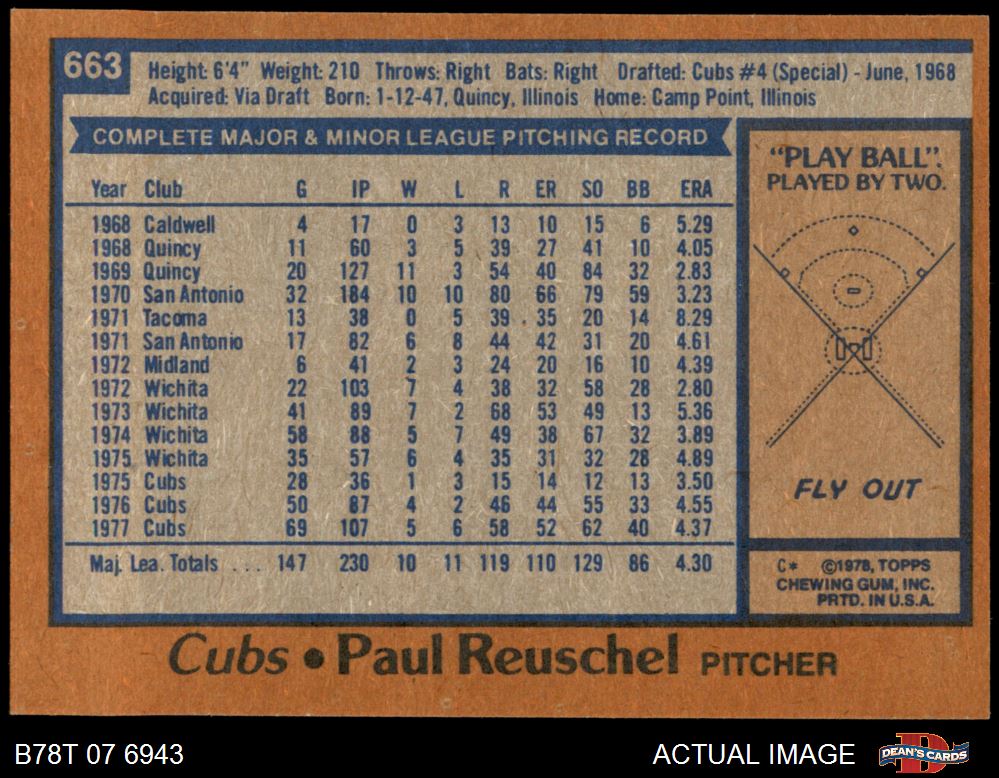 663
Height: 6'4" Weight: 210 Throws: Right Bats: Right Drafted: Cubs #4 (Special) - June, 1968
Acquired: Via Draft Born: 1-12-47, Quincy, Illinois Home: Camp Point, Illinois
COMPLETE MAJOR & MINOR LEAGUE PITCHING RECORD
Year Club G IP W L R ER SO BB ERA
1968 Caldwell 4 17 0 3 13 10 15 6 5.29
1968 Quincy 11 60 3 5 39 27 41 10 4.05
1969 Quincy 20 127 11 3 54 40 84 32 2.83
1970 San Antonio 32 184 10 10 80 66 79 59 3.23
1971 Tacoma 13 38 0 5 39 35 20 14 8.29
1971 San Antonio 17 82 6 8 44 42 31 20 4.61
1972 Midland 6 41 2 3 24 20 16 10 4.39
1972 Wichita 22 103 7 4 38 32 58 28 2.80
1973 Wichita 41 89 7 2 68 53 49 13 5.36
1974 Wichita 58 88 5 7 49 38 67 32 3.89
1975 Wichita 35 57 6 4 35 31 32 28 4.89
1975 Cubs 28 36 1 3 15 14 12 13 3.50
1976 Cubs 50 87 4 2 46 44 55 33 4.55
1977 Cubs 69 107 5 6 58 52 62 40 4.37
Maj. Lea. Totals ... 147 230 10 11 119 110 129 86 4.30
"PLAY BALL".
PLAYED BY TWO.
FLY OUT
C* ©1978, TOPPS
CHEWING GUM, INC.
PRTD. IN U.S.A.
Cubs • Paul Reuschel PITCHER
B78T 07 6943 ACTUAL IMAGE DEAN'S CARDS